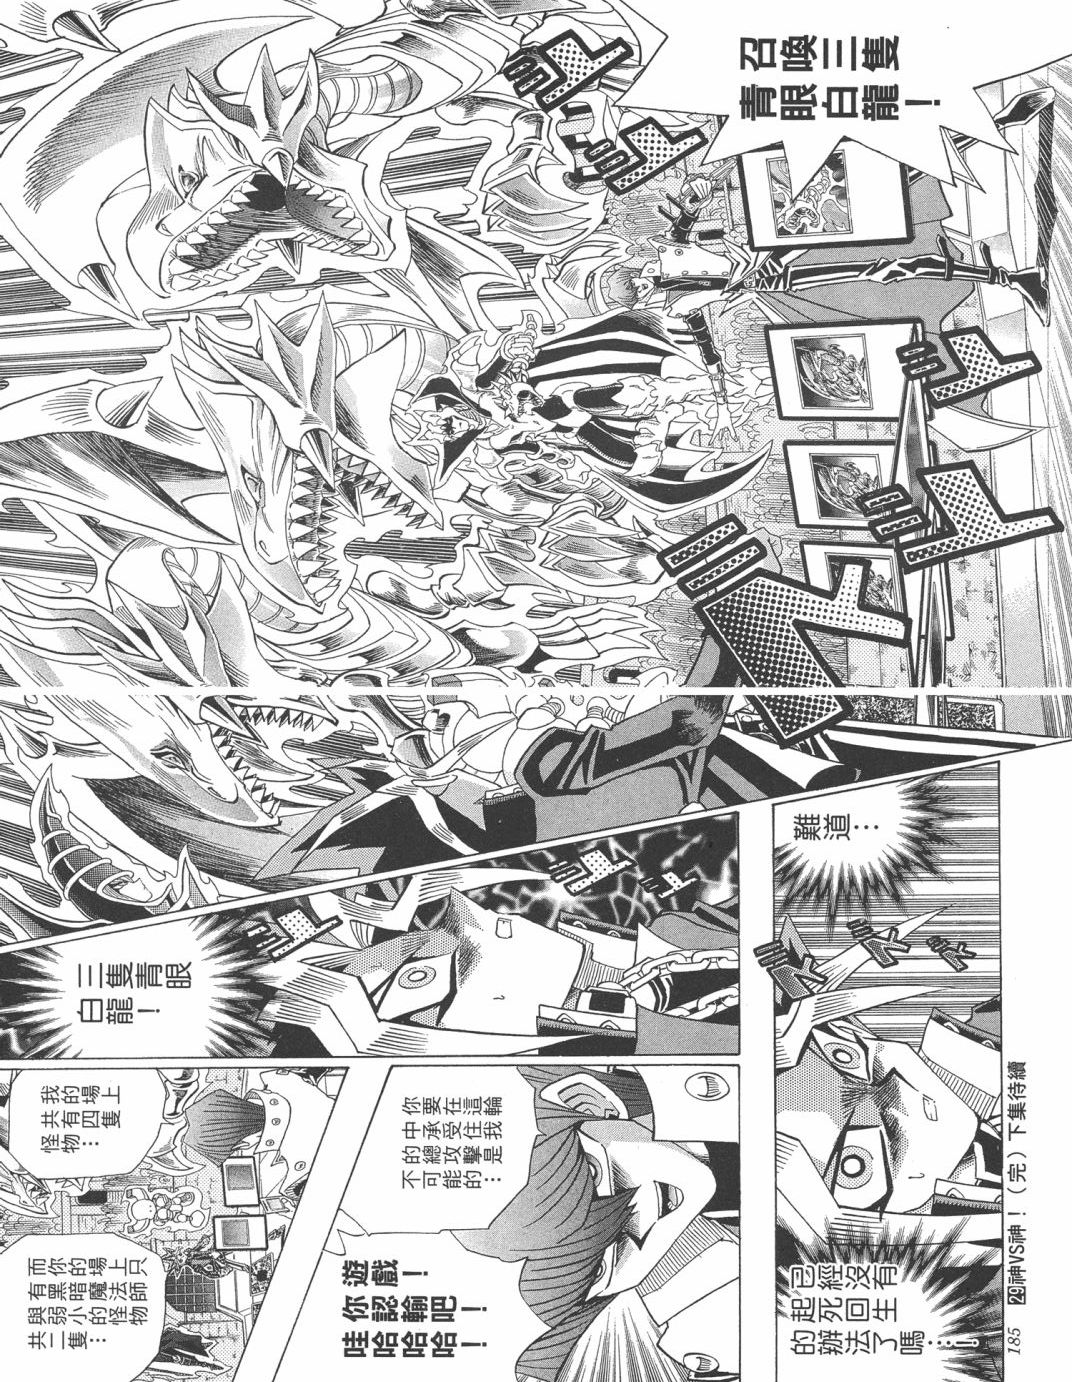 召喚三隻
青眼白龍！
三隻青眼
白龍！
難道…
我的場上
共有四隻
怪物…
而你的場上只
有黑暗魔法師
與弱小的怪物
共二隻…
你要在這輪
中承受住我
的總攻擊是
不可能的…
遊戲！
你認輸吧！
哇哈哈哈！
已經沒有
起死回生
的辦法了嗎…！
29神VS神！（完）下集待續
185